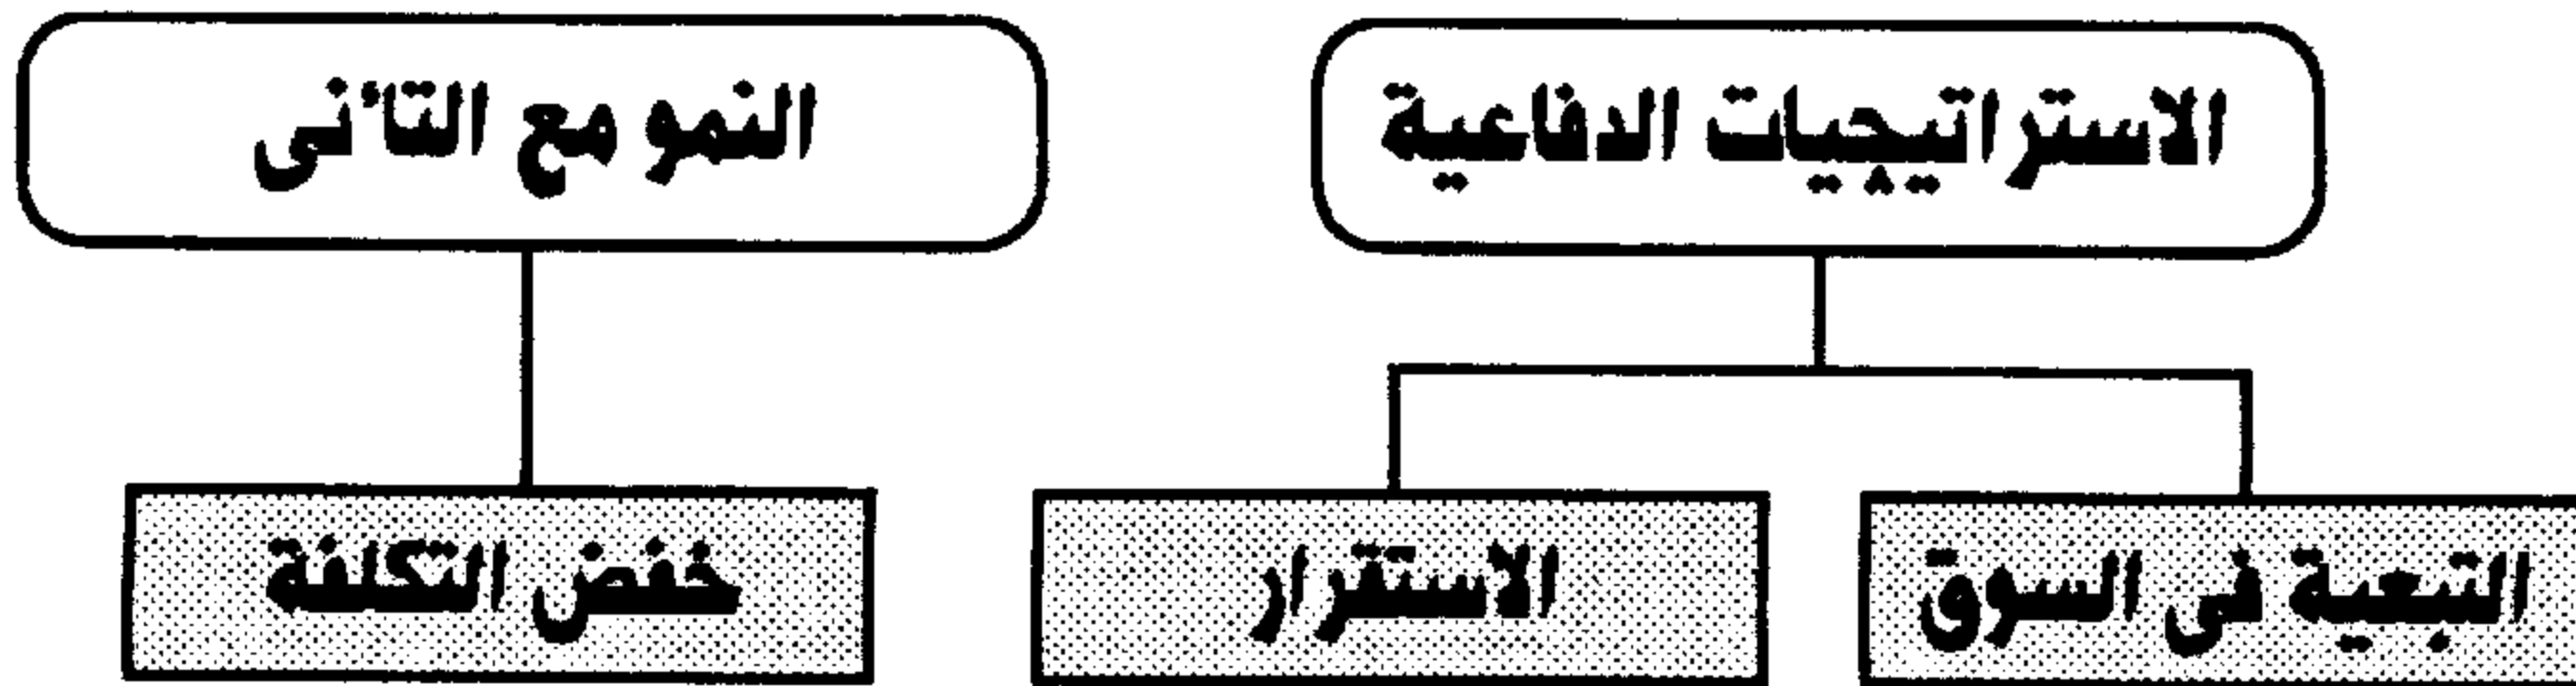 الاستراتيجيات الدفاعية
النمو مع التأنى
التبعية فى السوق
الاستقرار
خفض التكلفة